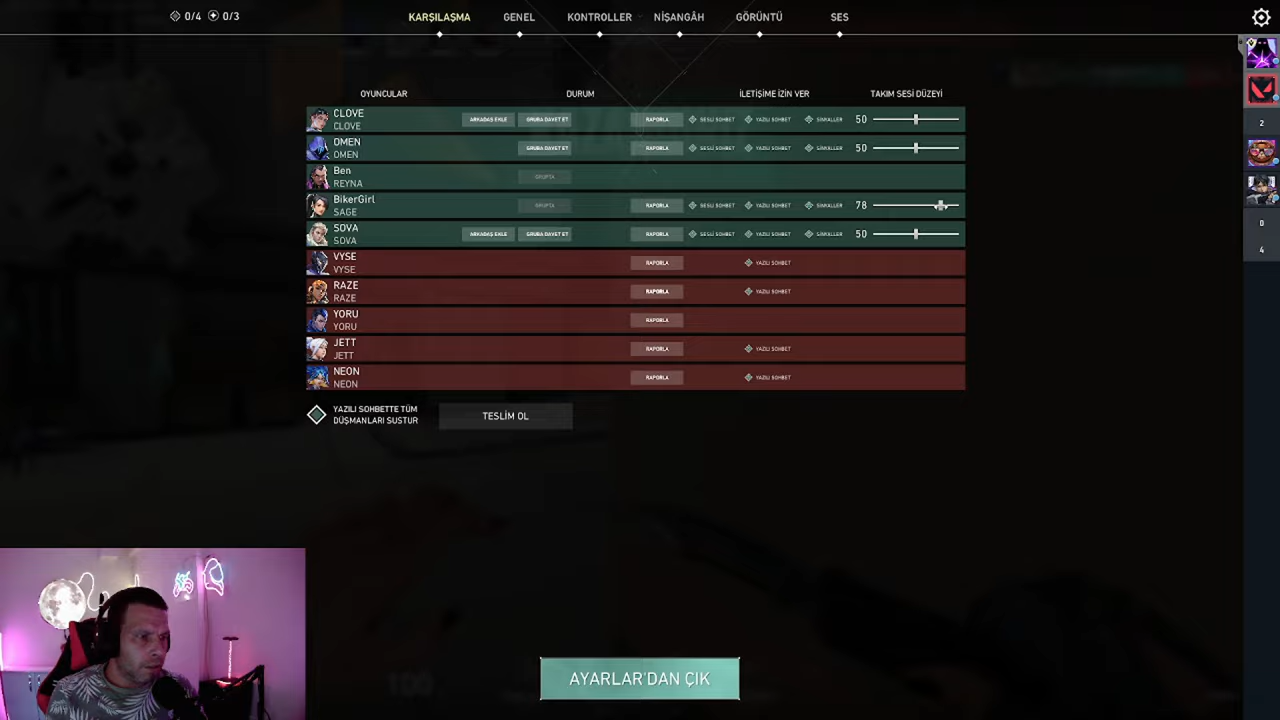 0/4 0/3
KARŞILAŞMA GENEL KONTROLLER NİŞANGÂH GÖRÜNTÜ SES
OYUNCULAR DURUM İLETİŞİME İZİN VER TAKIM SESİ DÜZEYİ
CLOVE
CLOVE
ARKADAŞ EKLE GRUBA DAVET ET RAPORLA SESLİ SOHBET YAZILI SOHBET SİNYALLER 50
OMEN
OMEN
GRUBA DAVET ET RAPORLA SESLİ SOHBET YAZILI SOHBET SİNYALLER 50
Ben
REYNA
GRUPTA
BikerGirl
SAGE
GRUPTA RAPORLA SESLİ SOHBET YAZILI SOHBET SİNYALLER 78
SOVA
SOVA
ARKADAŞ EKLE GRUBA DAVET ET RAPORLA SESLİ SOHBET YAZILI SOHBET SİNYALLER 50
VYSE
VYSE
RAPORLA YAZILI SOHBET
RAZE
RAZE
RAPORLA YAZILI SOHBET
YORU
YORU
RAPORLA
JETT
JETT
RAPORLA YAZILI SOHBET
NEON
NEON
RAPORLA YAZILI SOHBET
YAZILI SOHBETTE TÜM
DÜŞMANLARI SUSTUR
TESLİM OL
AYARLAR'DAN ÇIK
2
0
4